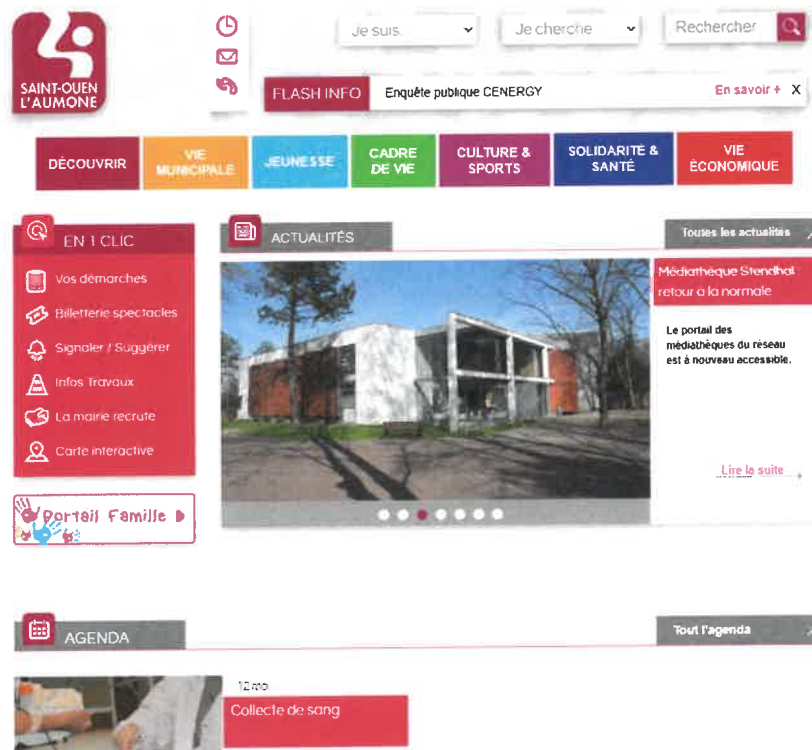 SAINT-OUEN
L'AUMONE
Je suis
Je cherche
Rechercher
FLASH INFO
Enquête publique CENERGY
En savoir +
X
DÉCOUVRIR
VIE
MUNICIPALE
JEUNESSE
CADRE
DE VIE
CULTURE &
SPORTS
SOLIDARITÉ &
SANTÉ
VIE
ÉCONOMIQUE
EN 1 CLIC
Vos démarches
Billetterie spectacles
Signaler / Suggérer
Infos Travaux
La mairie recrute
Carte interactive
Portail Famille
ACTUALITÉS
Toutes les actualités
Médiathèque Stendhal
retour à la normale
Le portail des
médiathèques du réseau
est à nouveau accessible.
Lire la suite
AGENDA
Tout l'agenda
12 mai
Collecte de sang